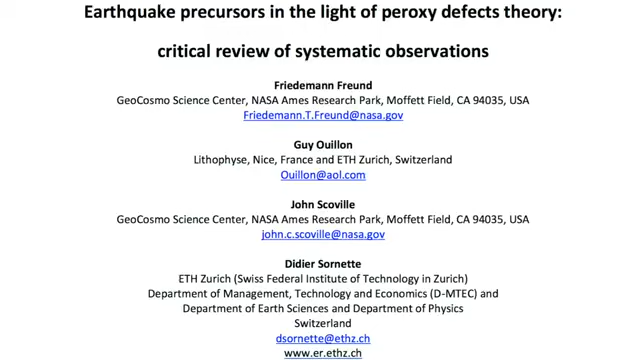 Earthquake precursors in the light of peroxy defects theory:
critical review of systematic observations
Friedemann Freund
GeoCosmo Science Center, NASA Ames Research Park, Moffett Field, CA 94035, USA
Friedemann.T.Freund@nasa.gov
Guy Ouillon
Lithophyse, Nice, France and ETH Zurich, Switzerland
Ouillon@aol.com
John Scoville
GeoCosmo Science Center, NASA Ames Research Park, Moffett Field, CA 94035, USA
john.c.scoville@nasa.gov
Didier Sornette
ETH Zurich (Swiss Federal Institute of Technology in Zurich)
Department of Management, Technology and Economics (D-MTEC) and
Department of Earth Sciences and Department of Physics
Switzerland
dsornette@ethz.ch
www.er.ethz.ch